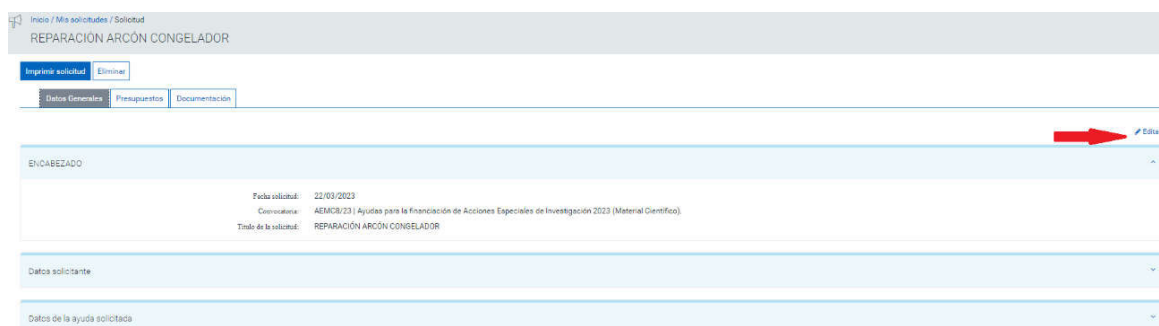 Inicio / Mis solicitudes / Solicitud
REPARACIÓN ARCÓN CONGELADOR
Imprimir solicitud Eliminar
Datos Generales Presupuestos Documentación
Edita
ENCABEZADO
Fecha solicitud: 22/03/2023
Convocatoria: AEMC8/23 | Ayudas para la financiación de Acciones Especiales de Investigación 2023 (Material Científico).
Título de la solicitud: REPARACIÓN ARCÓN CONGELADOR
Datos solicitante
Datos de la ayuda solicitada